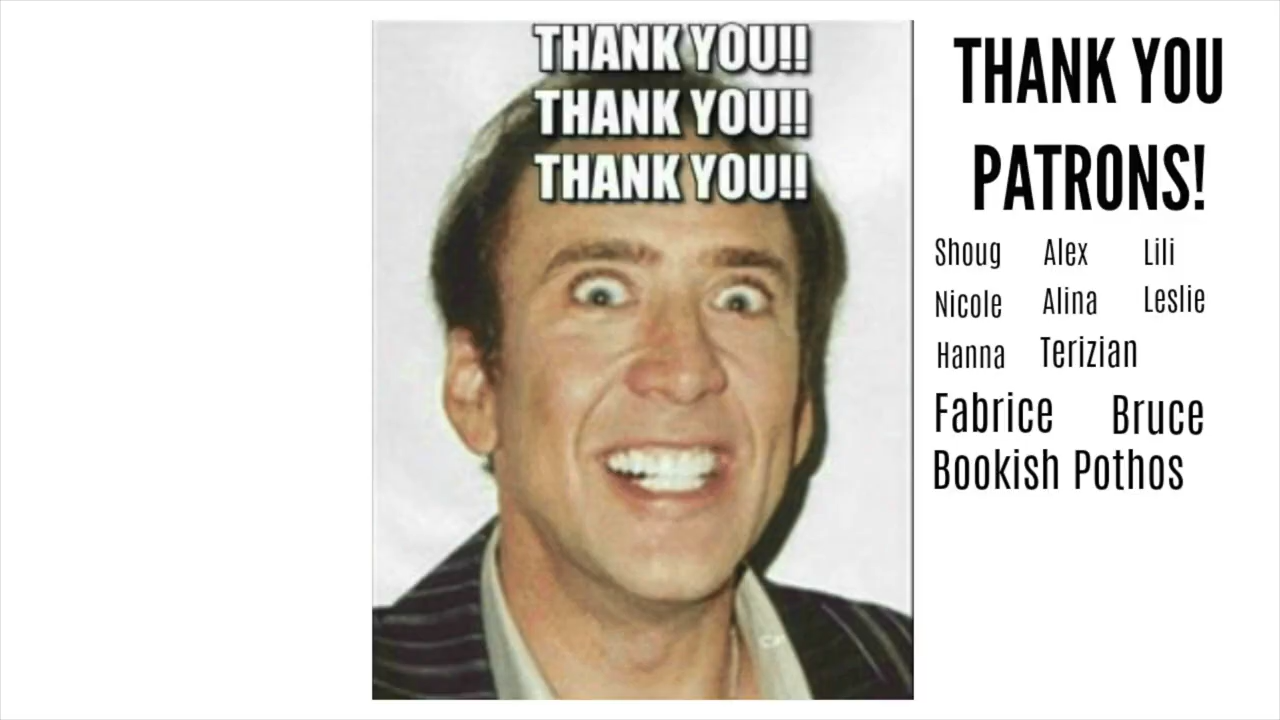 THANK YOU!!
THANK YOU!!
THANK YOU!!
THANK YOU
PATRONS!
Shoug Alex Lili
Nicole Alina Leslie
Hanna Terizian
Fabrice Bruce
Bookish Pothos